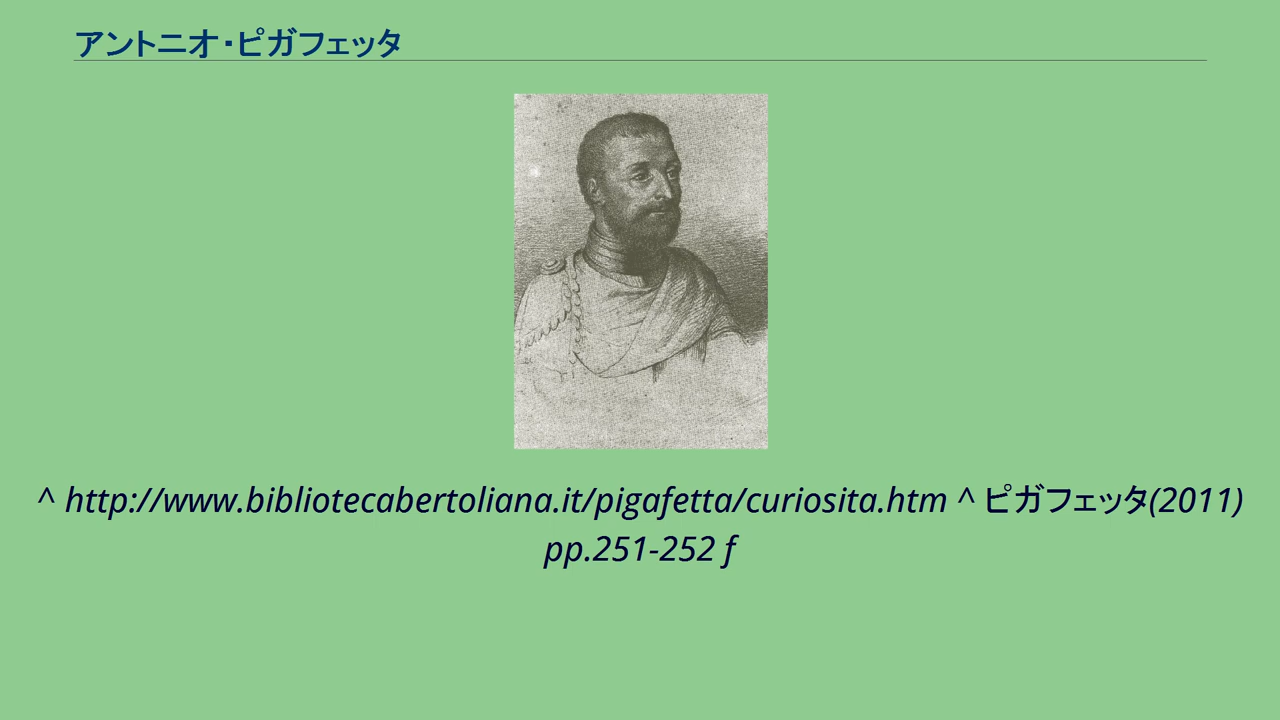 アントニオ・ピガフェッタ
^ http://www.bibliotecabertoliana.it/pigafetta/curiosita.htm ^ ピガフェッタ(2011)
pp.251-252 f